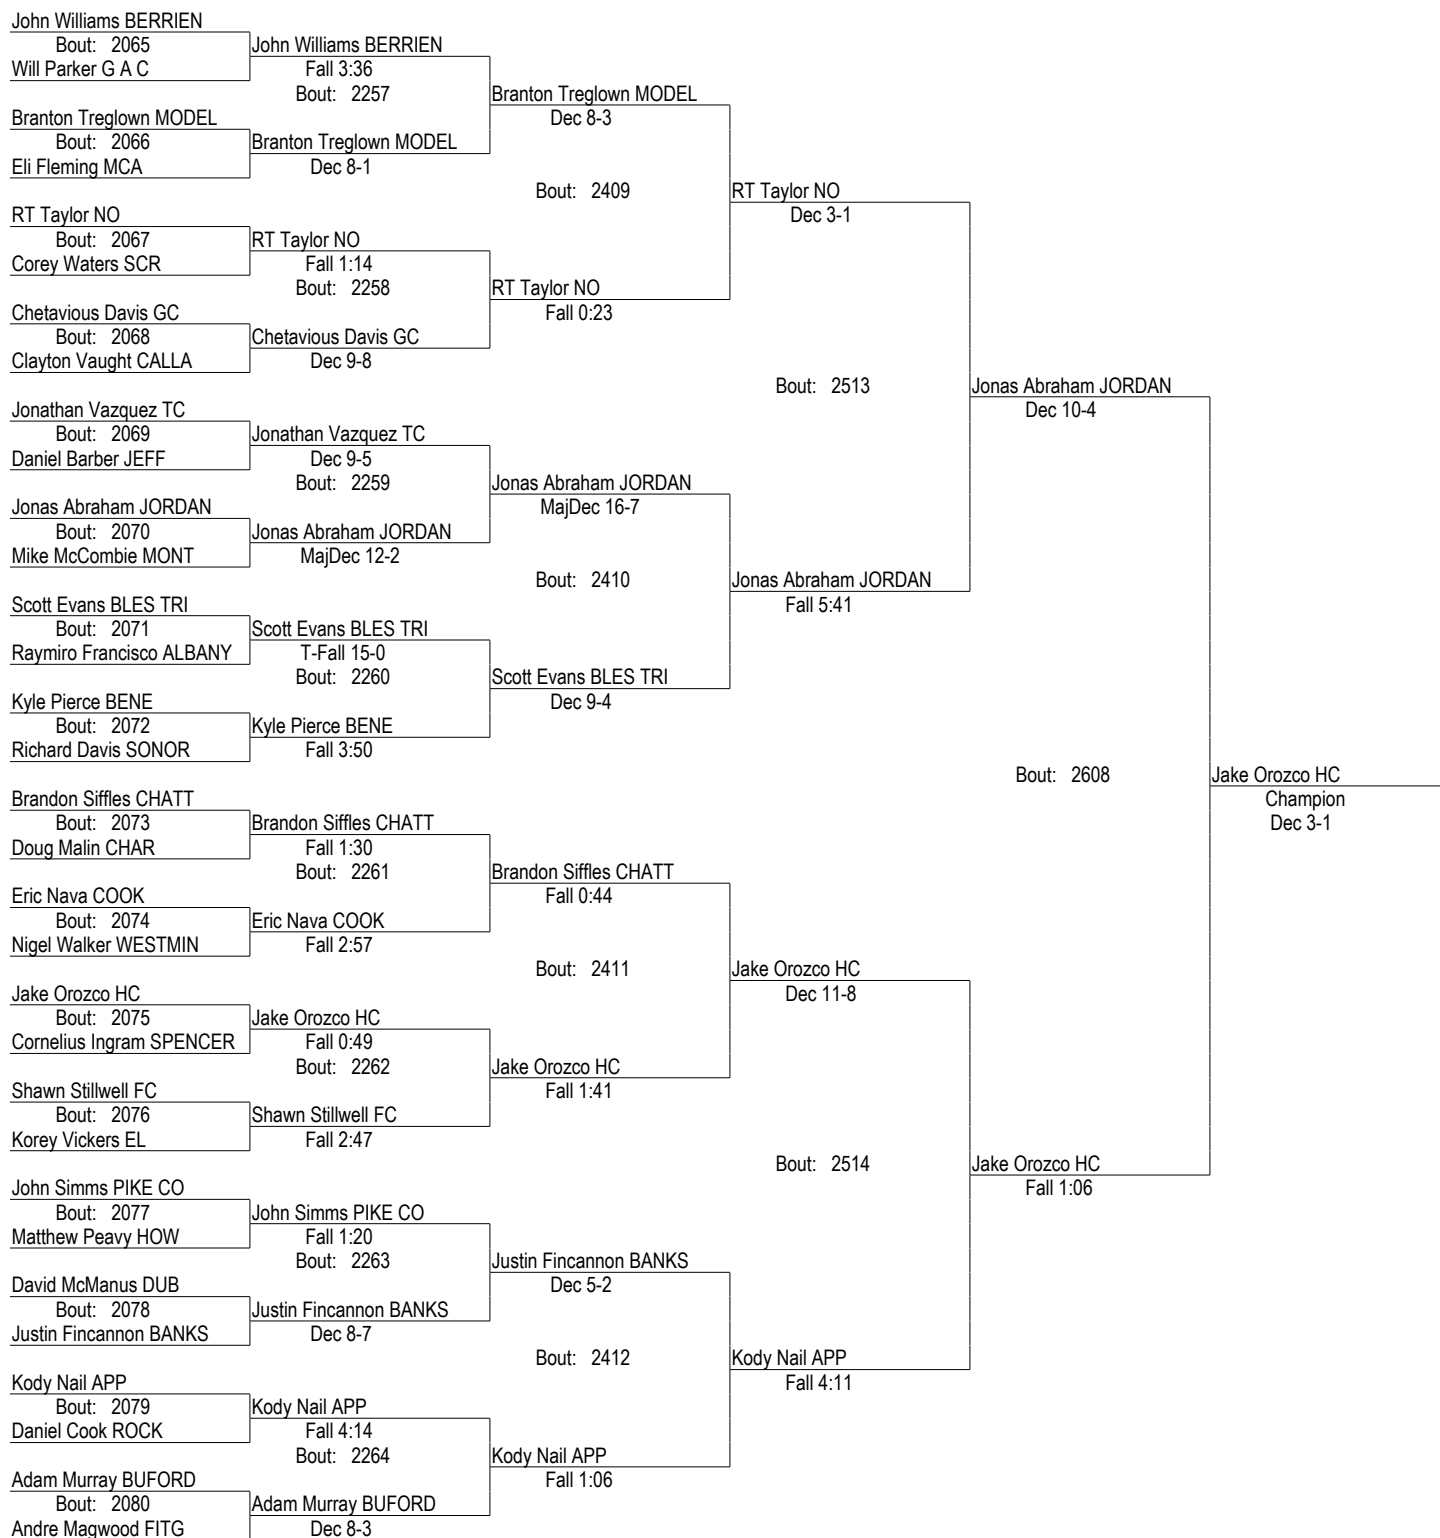 John Williams BERRIEN
Bout: 2065
Will Parker G A C
John Williams BERRIEN
Fall 3:36
Bout: 2257
Branton Treglown MODEL
Dec 8-3
Branton Treglown MODEL
Bout: 2066
Eli Fleming MCA
Branton Treglown MODEL
Dec 8-1
Bout: 2409
RT Taylor NO
Dec 3-1
RT Taylor NO
Bout: 2067
Corey Waters SCR
RT Taylor NO
Fall 1:14
Bout: 2258
RT Taylor NO
Fall 0:23
Chetavious Davis GC
Bout: 2068
Clayton Vaught CALLA
Chetavious Davis GC
Dec 9-8
Bout: 2513
Jonas Abraham JORDAN
Dec 10-4
Jonathan Vazquez TC
Bout: 2069
Daniel Barber JEFF
Jonathan Vazquez TC
Dec 9-5
Bout: 2259
Jonas Abraham JORDAN
MajDec 16-7
Jonas Abraham JORDAN
Bout: 2070
Mike McCombie MONT
Jonas Abraham JORDAN
MajDec 12-2
Bout: 2410
Jonas Abraham JORDAN
Fall 5:41
Scott Evans BLES TRI
Bout: 2071
Raymiro Francisco ALBANY
Scott Evans BLES TRI
T-Fall 15-0
Bout: 2260
Scott Evans BLES TRI
Dec 9-4
Kyle Pierce BENE
Bout: 2072
Richard Davis SONOR
Kyle Pierce BENE
Fall 3:50
Bout: 2608
Jake Orozco HC
Champion
Dec 3-1
Brandon Siffles CHATT
Bout: 2073
Doug Malin CHAR
Brandon Siffles CHATT
Fall 1:30
Bout: 2261
Brandon Siffles CHATT
Fall 0:44
Eric Nava COOK
Bout: 2074
Nigel Walker WESTMIN
Eric Nava COOK
Fall 2:57
Bout: 2411
Jake Orozco HC
Dec 11-8
Jake Orozco HC
Bout: 2075
Cornelius Ingram SPENCER
Jake Orozco HC
Fall 0:49
Bout: 2262
Jake Orozco HC
Fall 1:41
Shawn Stillwell FC
Bout: 2076
Korey Vickers EL
Shawn Stillwell FC
Fall 2:47
Bout: 2514
Jake Orozco HC
Fall 1:06
John Simms PIKE CO
Bout: 2077
Matthew Peavy HOW
John Simms PIKE CO
Fall 1:20
Bout: 2263
Justin Fincannon BANKS
Dec 5-2
David McManus DUB
Bout: 2078
Justin Fincannon BANKS
Justin Fincannon BANKS
Dec 8-7
Bout: 2412
Kody Nail APP
Fall 4:11
Kody Nail APP
Bout: 2079
Daniel Cook ROCK
Kody Nail APP
Fall 4:14
Bout: 2264
Kody Nail APP
Fall 1:06
Adam Murray BUFORD
Bout: 2080
Andre Magwood FITG
Adam Murray BUFORD
Dec 8-3